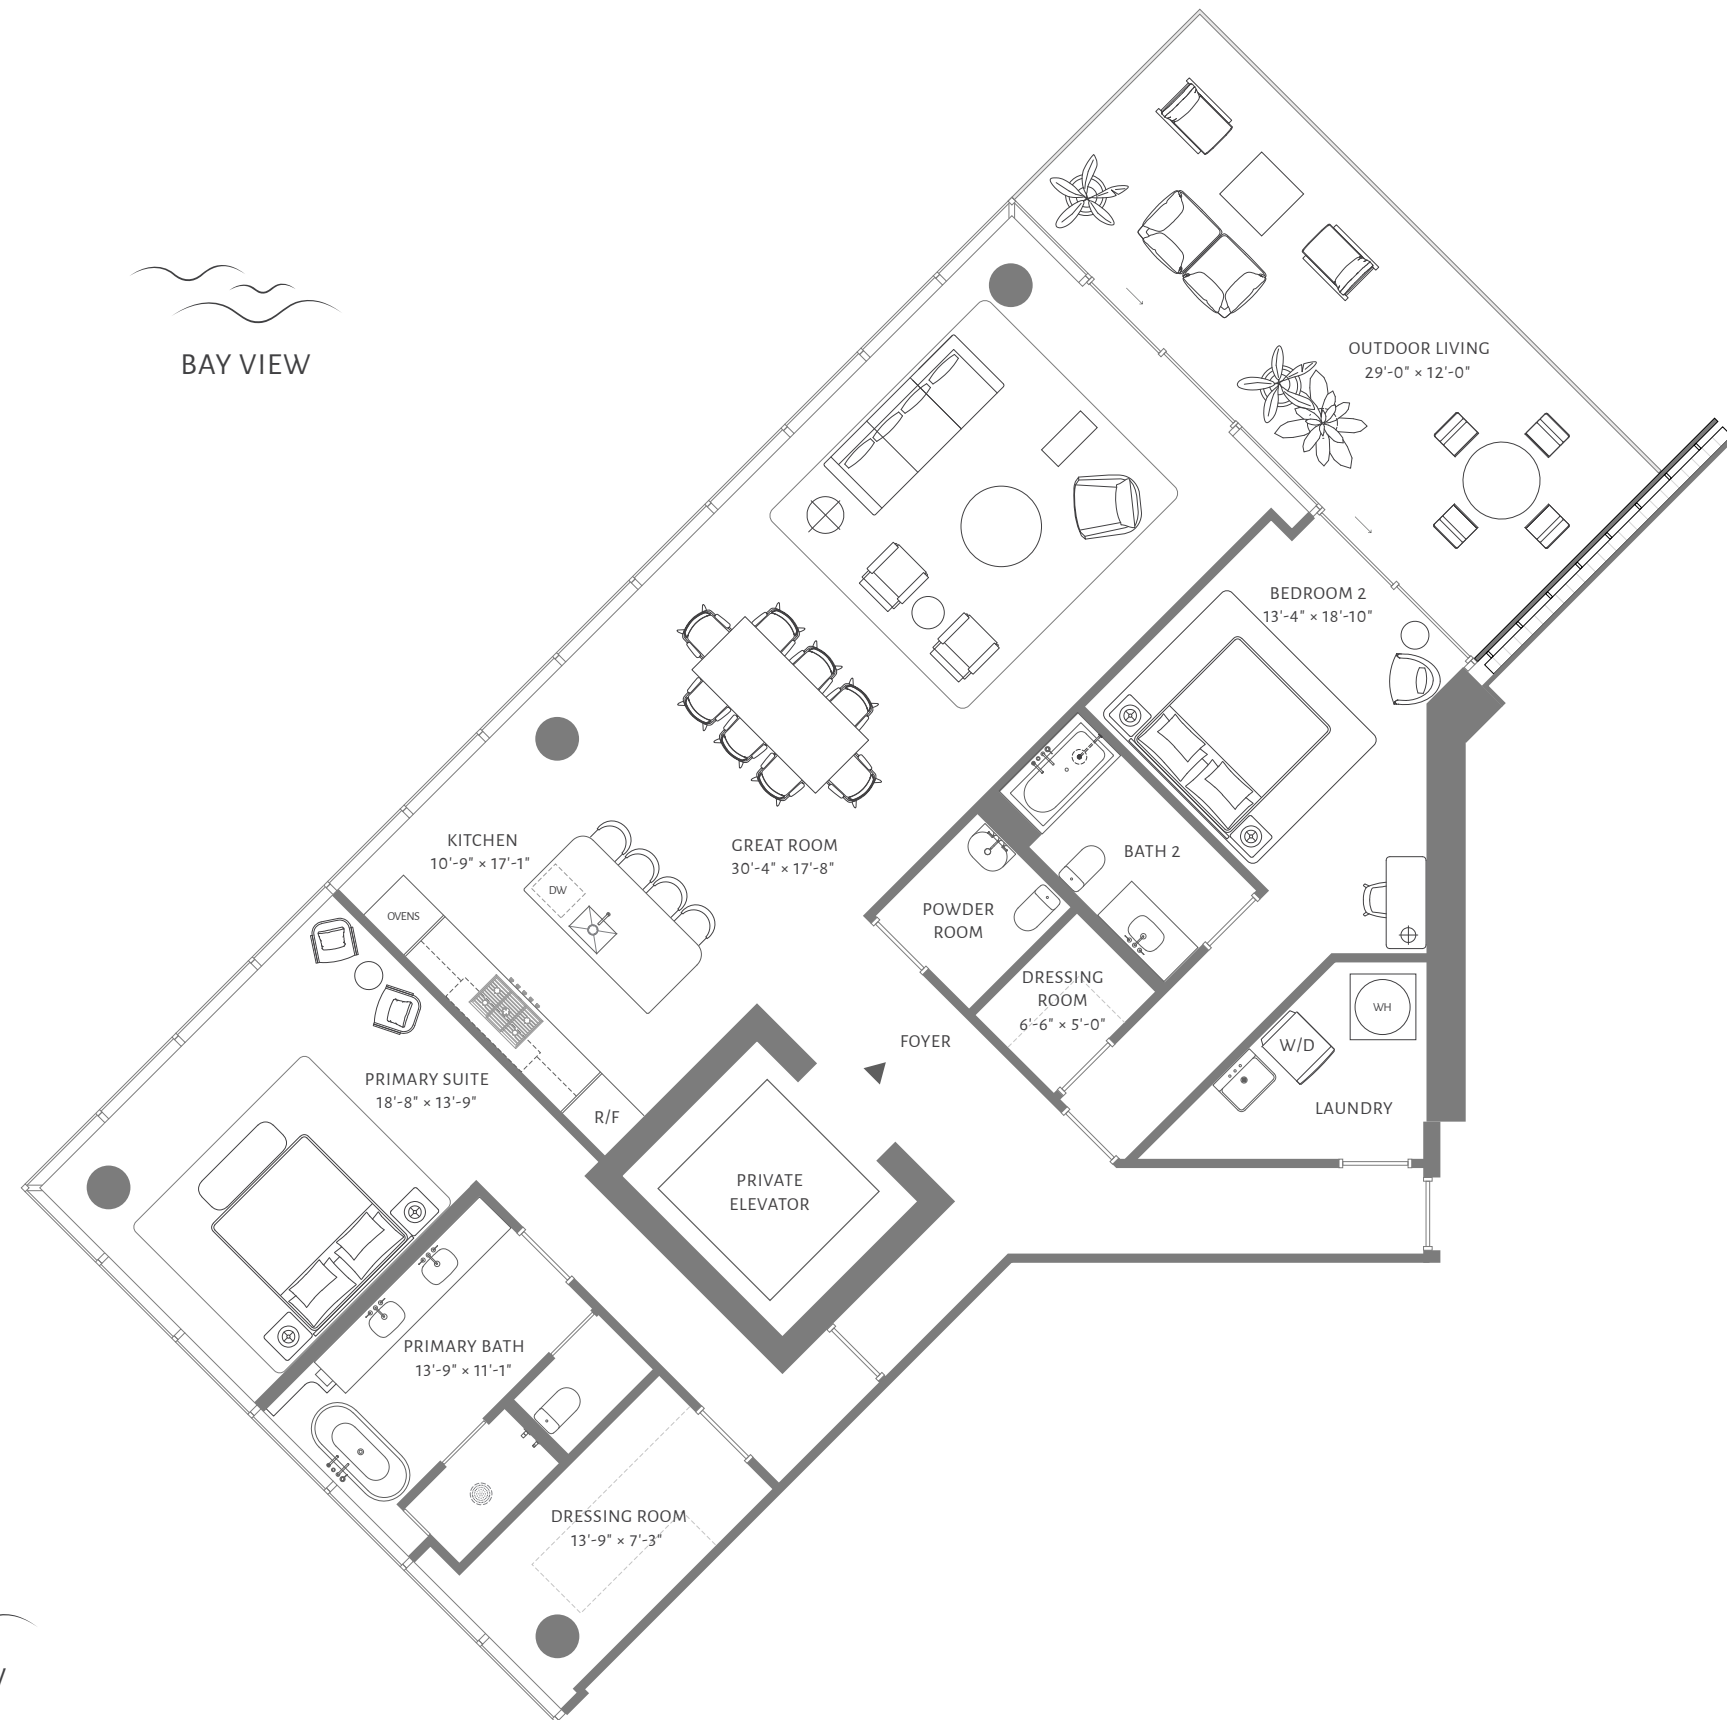 BAY VIEW
OUTDOOR LIVING
29'-0" × 12'-0"
BEDROOM 2
13'-4" × 18'-10"
KITCHEN
10'-9" × 17'-1"
GREAT ROOM
30'-4" × 17'-8"
BATH 2
DW
OVENS
POWDER
ROOM
DRESSING
ROOM
6'-6" × 5'-0"
WH
FOYER
W/D
PRIMARY SUITE
18'-8" × 13'-9"
R/F
LAUNDRY
PRIVATE
ELEVATOR
PRIMARY BATH
13'-9" × 11'-1"
DRESSING ROOM
13'-9" × 7'-3"